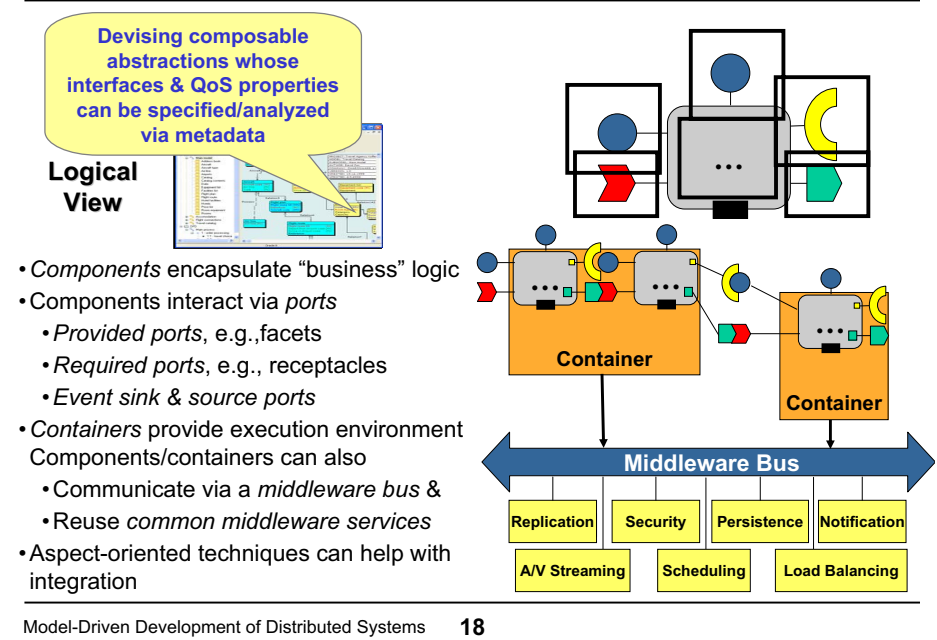 Devising composable
abstractions whose
interfaces & QoS properties
can be specified/analyzed
via metadata
Logical
View
•Components encapsulate “business” logic
•Components interact via ports
•Provided ports, e.g.,facets
•Required ports, e.g., receptacles
•Event sink & source ports
•Containers provide execution environment
Components/containers can also
•Communicate via a middleware bus &
•Reuse common middleware services
•Aspect-oriented techniques can help with
integration
...
...
...
...
Container
Container
Middleware Bus
Replication
Security
Persistence
Notification
A/V Streaming
Scheduling
Load Balancing
Model-Driven Development of Distributed Systems 18